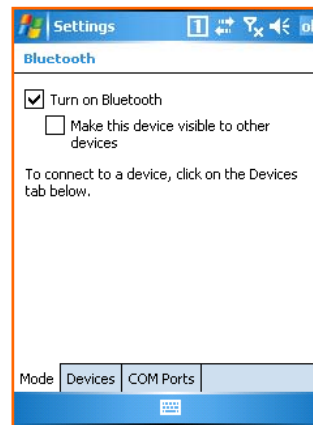 Settings 1 ok
Bluetooth
Turn on Bluetooth
Make this device visible to other
devices
To connect to a device, click on the Devices
tab below.
Mode Devices COM Ports